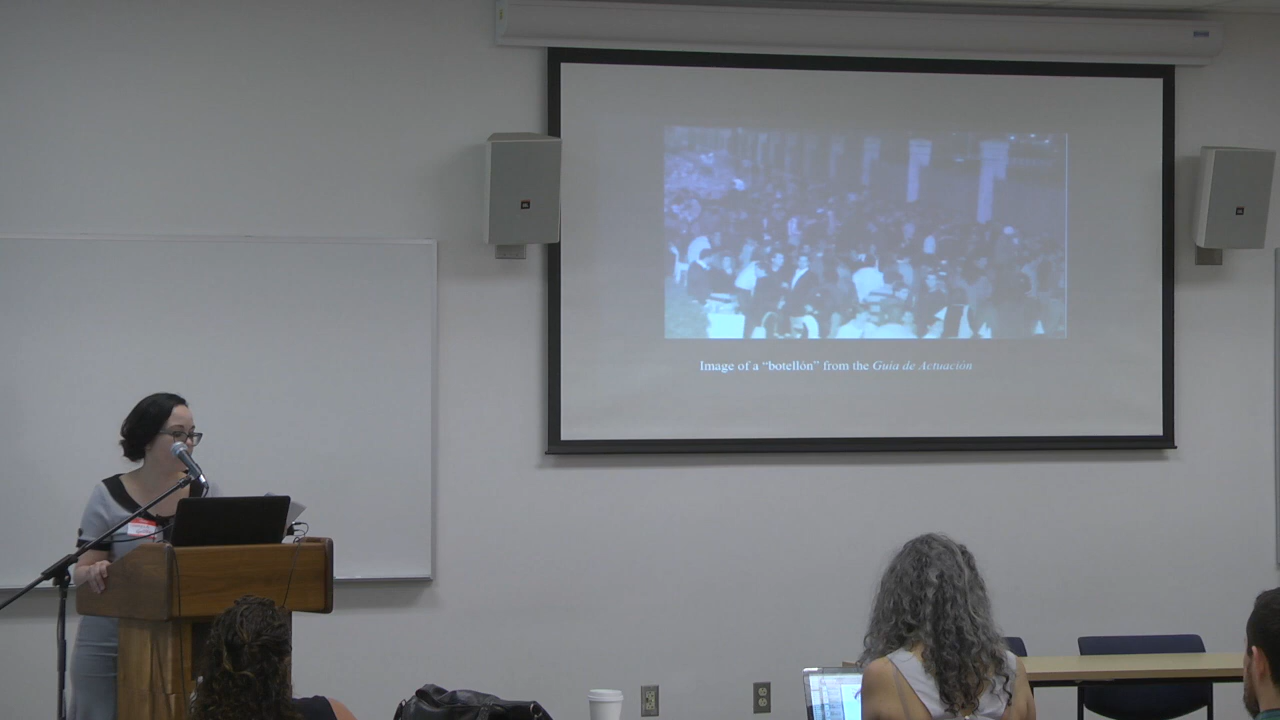 Image of a “botellón” from the Guía de Actuación